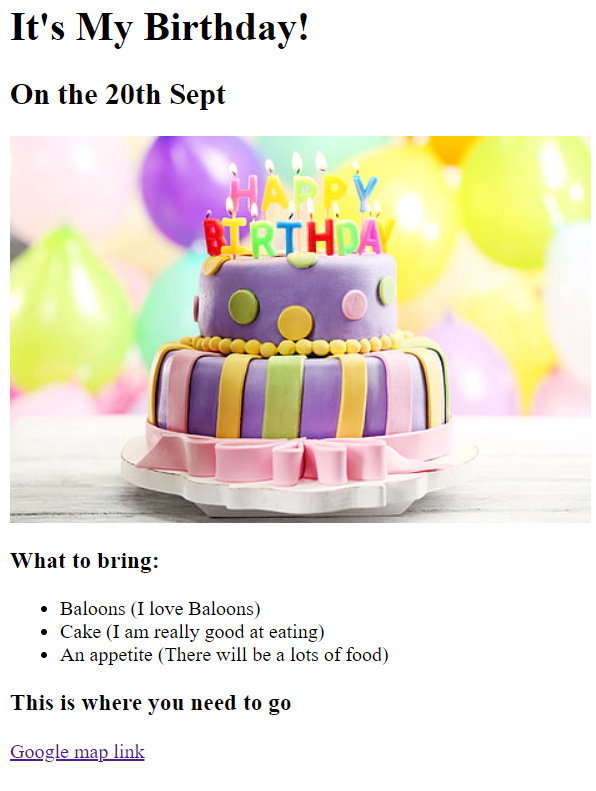 It's My Birthday!
On the 20th Sept
HAPPY
BIRTHDAY
What to bring:
Baloons (I love Baloons)
Cake (I am really good at eating)
An appetite (There will be a lots of food)
This is where you need to go
Google map link